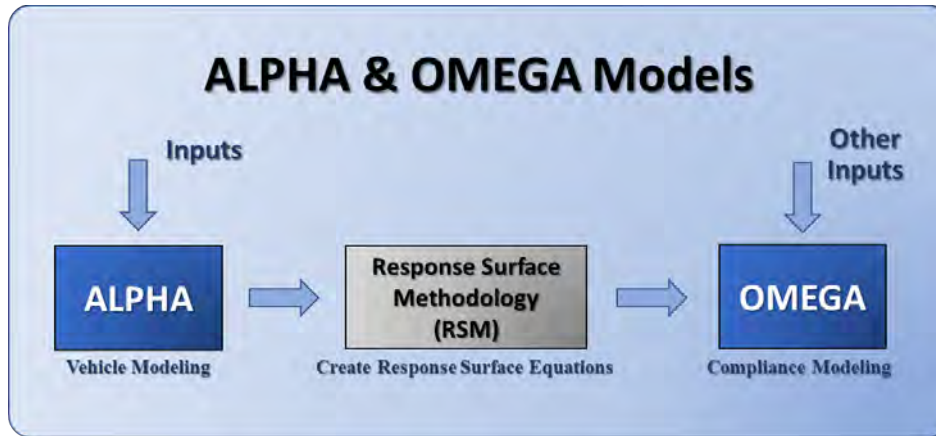 ALPHA & OMEGA Models
Inputs
Other
Inputs
ALPHA
Response Surface
Methodology
(RSM)
OMEGA
Vehicle Modeling
Create Response Surface Equations
Compliance Modeling